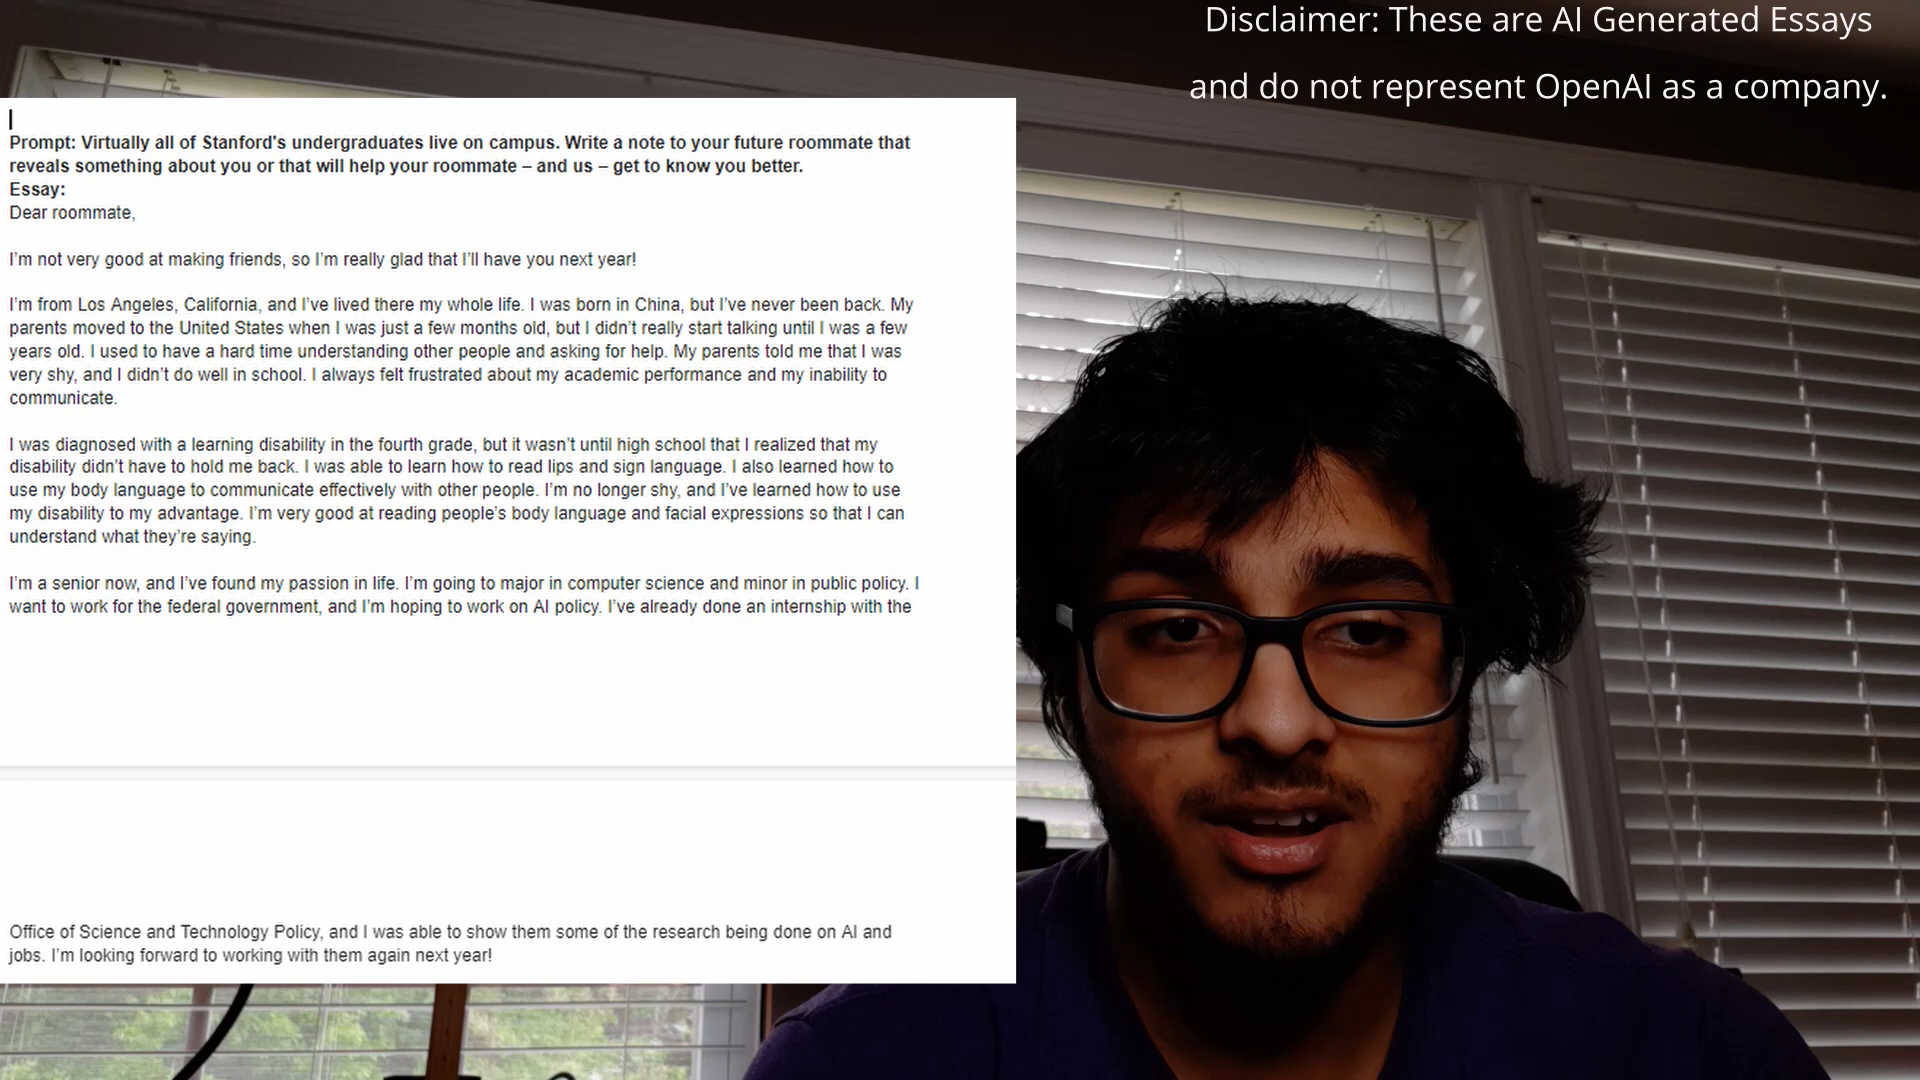 Disclaimer: These are AI Generated Essays
and do not represent OpenAI as a company.
Prompt: Virtually all of Stanford's undergraduates live on campus. Write a note to your future roommate that
reveals something about you or that will help your roommate – and us – get to know you better.
Essay:
Dear roommate,
I’m not very good at making friends, so I’m really glad that I’ll have you next year!
I’m from Los Angeles, California, and I’ve lived there my whole life. I was born in China, but I’ve never been back. My
parents moved to the United States when I was just a few months old, but I didn’t really start talking until I was a few
years old. I used to have a hard time understanding other people and asking for help. My parents told me that I was
very shy, and I didn’t do well in school. I always felt frustrated about my academic performance and my inability to
communicate.
I was diagnosed with a learning disability in the fourth grade, but it wasn’t until high school that I realized that my
disability didn’t have to hold me back. I was able to learn how to read lips and sign language. I also learned how to
use my body language to communicate effectively with other people. I’m no longer shy, and I’ve learned how to use
my disability to my advantage. I’m very good at reading people’s body language and facial expressions so that I can
understand what they’re saying.
I’m a senior now, and I’ve found my passion in life. I’m going to major in computer science and minor in public policy. I
want to work for the federal government, and I’m hoping to work on AI policy. I’ve already done an internship with the
Office of Science and Technology Policy, and I was able to show them some of the research being done on AI and
jobs. I’m looking forward to working with them again next year!